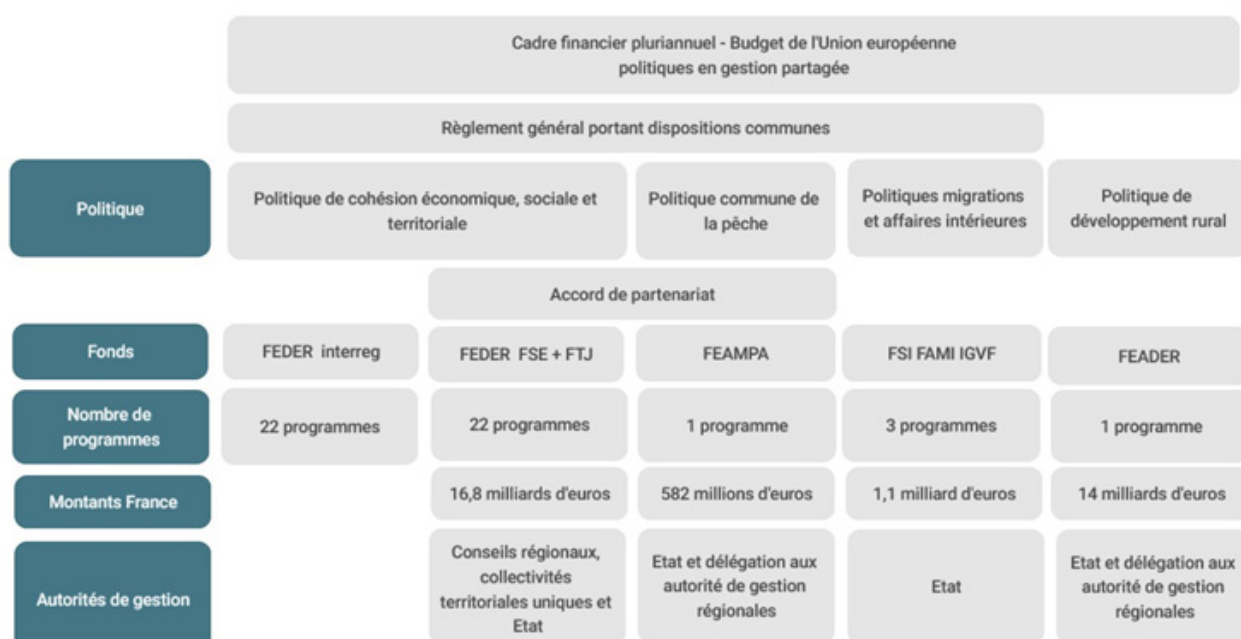 Cadre financier pluriannuel - Budget de l'Union européenne
politiques en gestion partagée
Règlement général portant dispositions communes
Politique
Politique de cohésion économique, sociale et
territoriale
Politique commune de
la pêche
Politiques migrations
et affaires intérieures
Politique de
développement rural
Accord de partenariat
Fonds
FEDER interreg
FEDER FSE + FTJ
FEAMPA
FSI FAMI IGVF
FEADER
Nombre de
programmes
22 programmes
22 programmes
1 programme
3 programmes
1 programme
Montants France
16,8 milliards d'euros
582 millions d'euros
1,1 milliard d'euros
14 milliards d'euros
Autorités de gestion
Conseils régionaux,
collectivités
territoriales uniques et
Etat
Etat et délégation aux
autorité de gestion
régionales
Etat
Etat et délégation aux
autorité de gestion
régionales